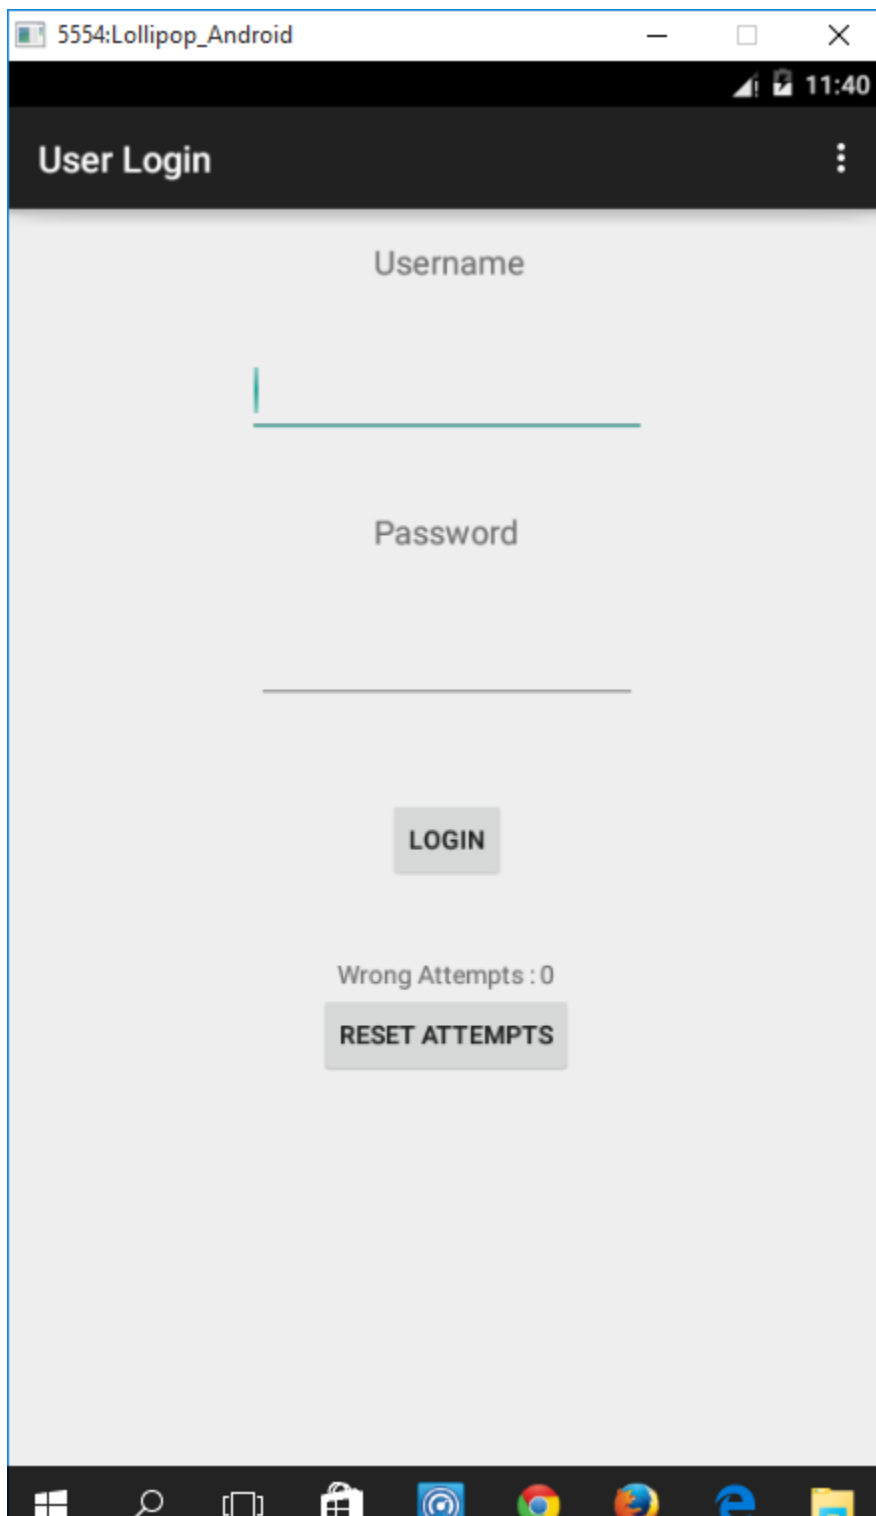 5554:Lollipop_Android
11:40
User Login
Username
Password
LOGIN
Wrong Attempts : 0
RESET ATTEMPTS